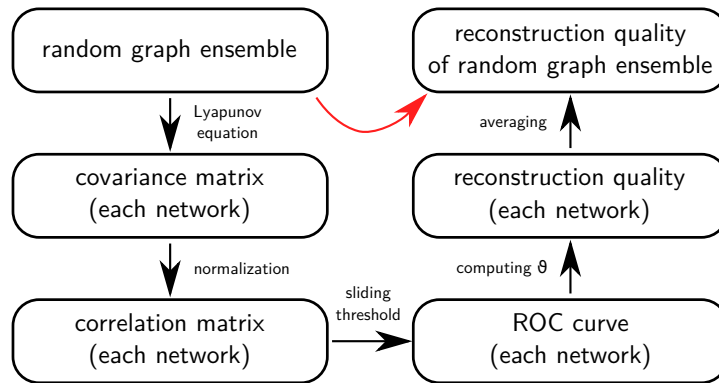 random graph ensemble
reconstruction quality
of random graph ensemble
Lyapunov
equation
averaging
covariance matrix
(each network)
reconstruction quality
(each network)
normalization
computing ϑ
sliding
threshold
correlation matrix
(each network)
ROC curve
(each network)